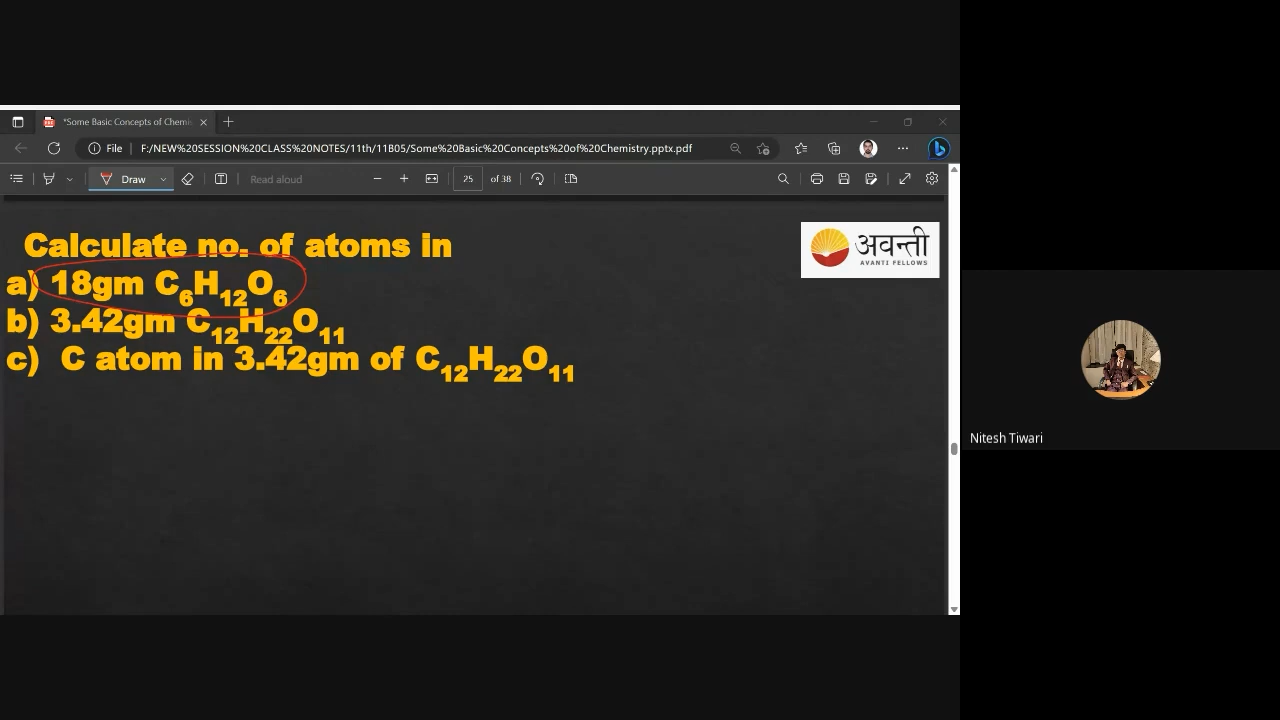 *Some Basic Concepts of Chemi
File F:/NEW%20SESSION%20CLASS%20NOTES/11th/11B05/Some%20Basic%20Concepts%20of%20Chemistry.pptx.pdf
Draw Read aloud 25 of 38
Calculate no. of atoms in
a) 18gm C6H12O6
b) 3.42gm C12H22O11
c) C atom in 3.42gm of C12H22O11
अवन्ती
AVANTI FELLOWS
Nitesh Tiwari